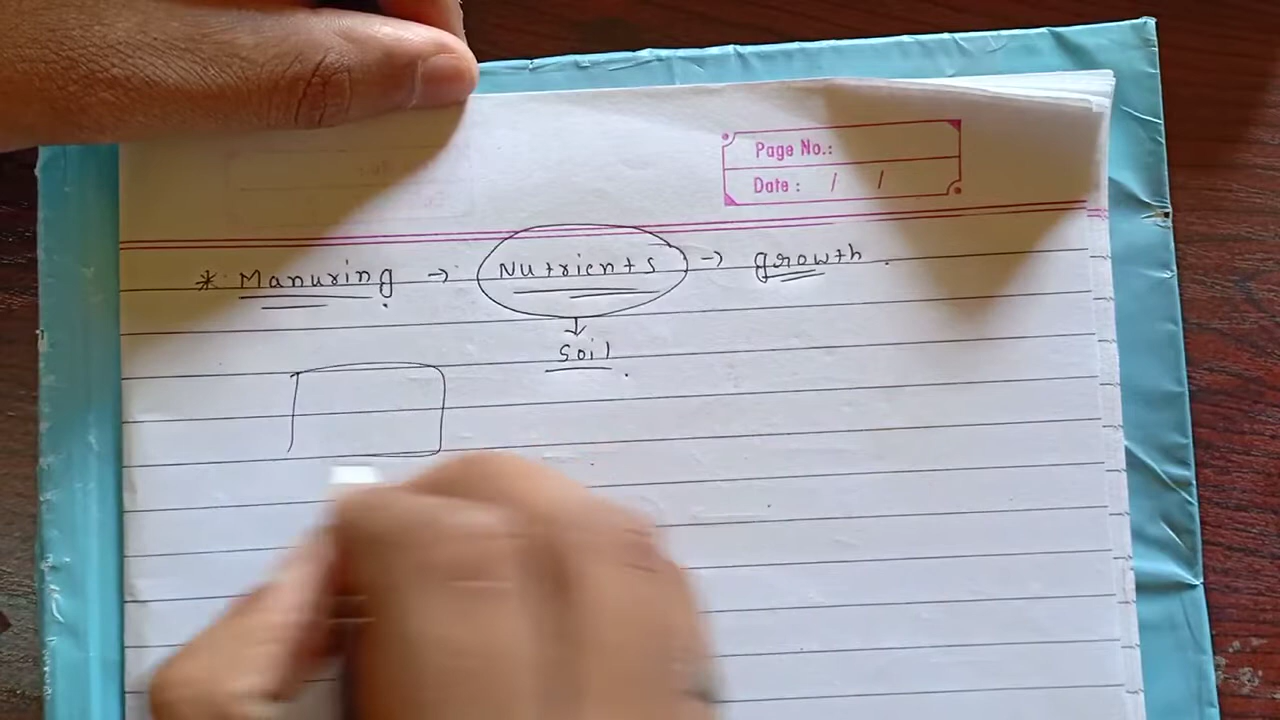 Page No.:
Date : / /
* Manuring → Nutrients → growth.
↓
Soil.